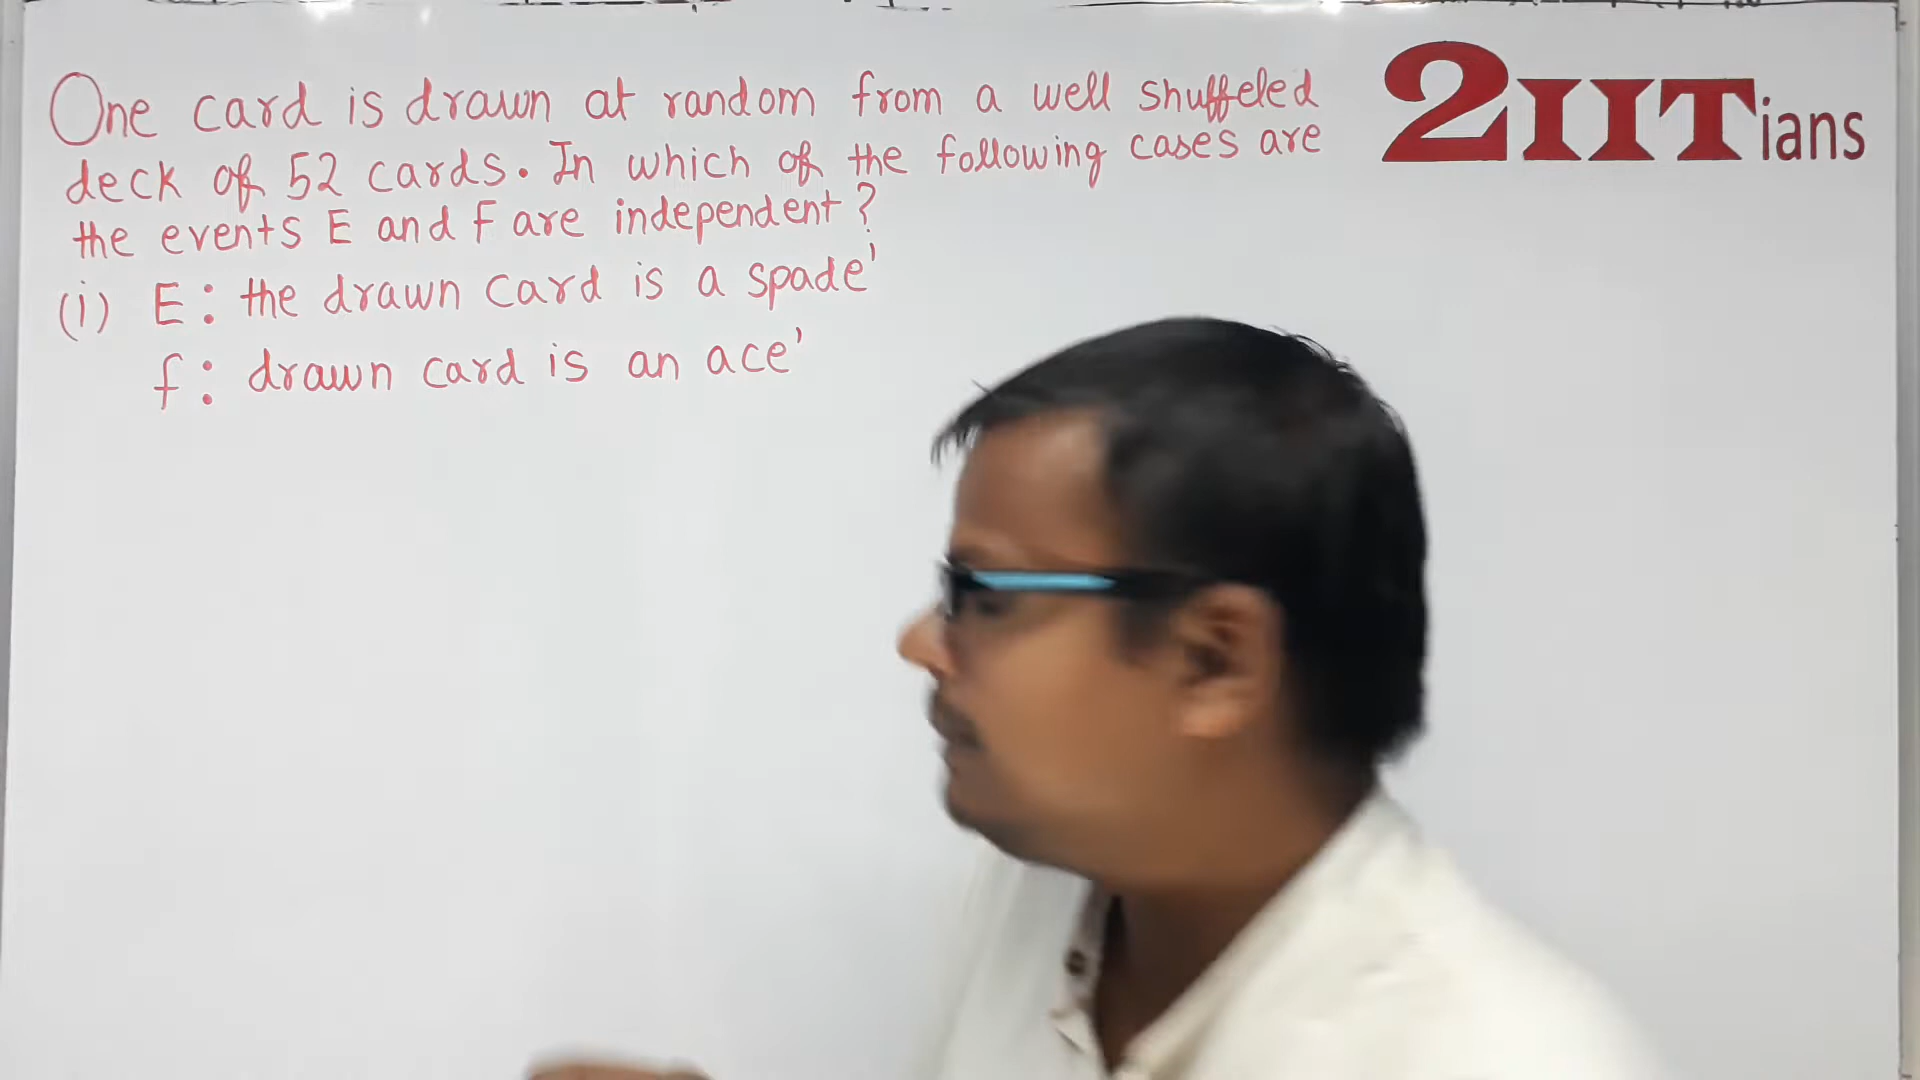 One card is drawn at random from a well shuffeled
deck of 52 cards. In which of the following cases are
the events E and F are independent?
(i) E: the drawn card is a spade'
f: drawn card is an ace'
2IITians